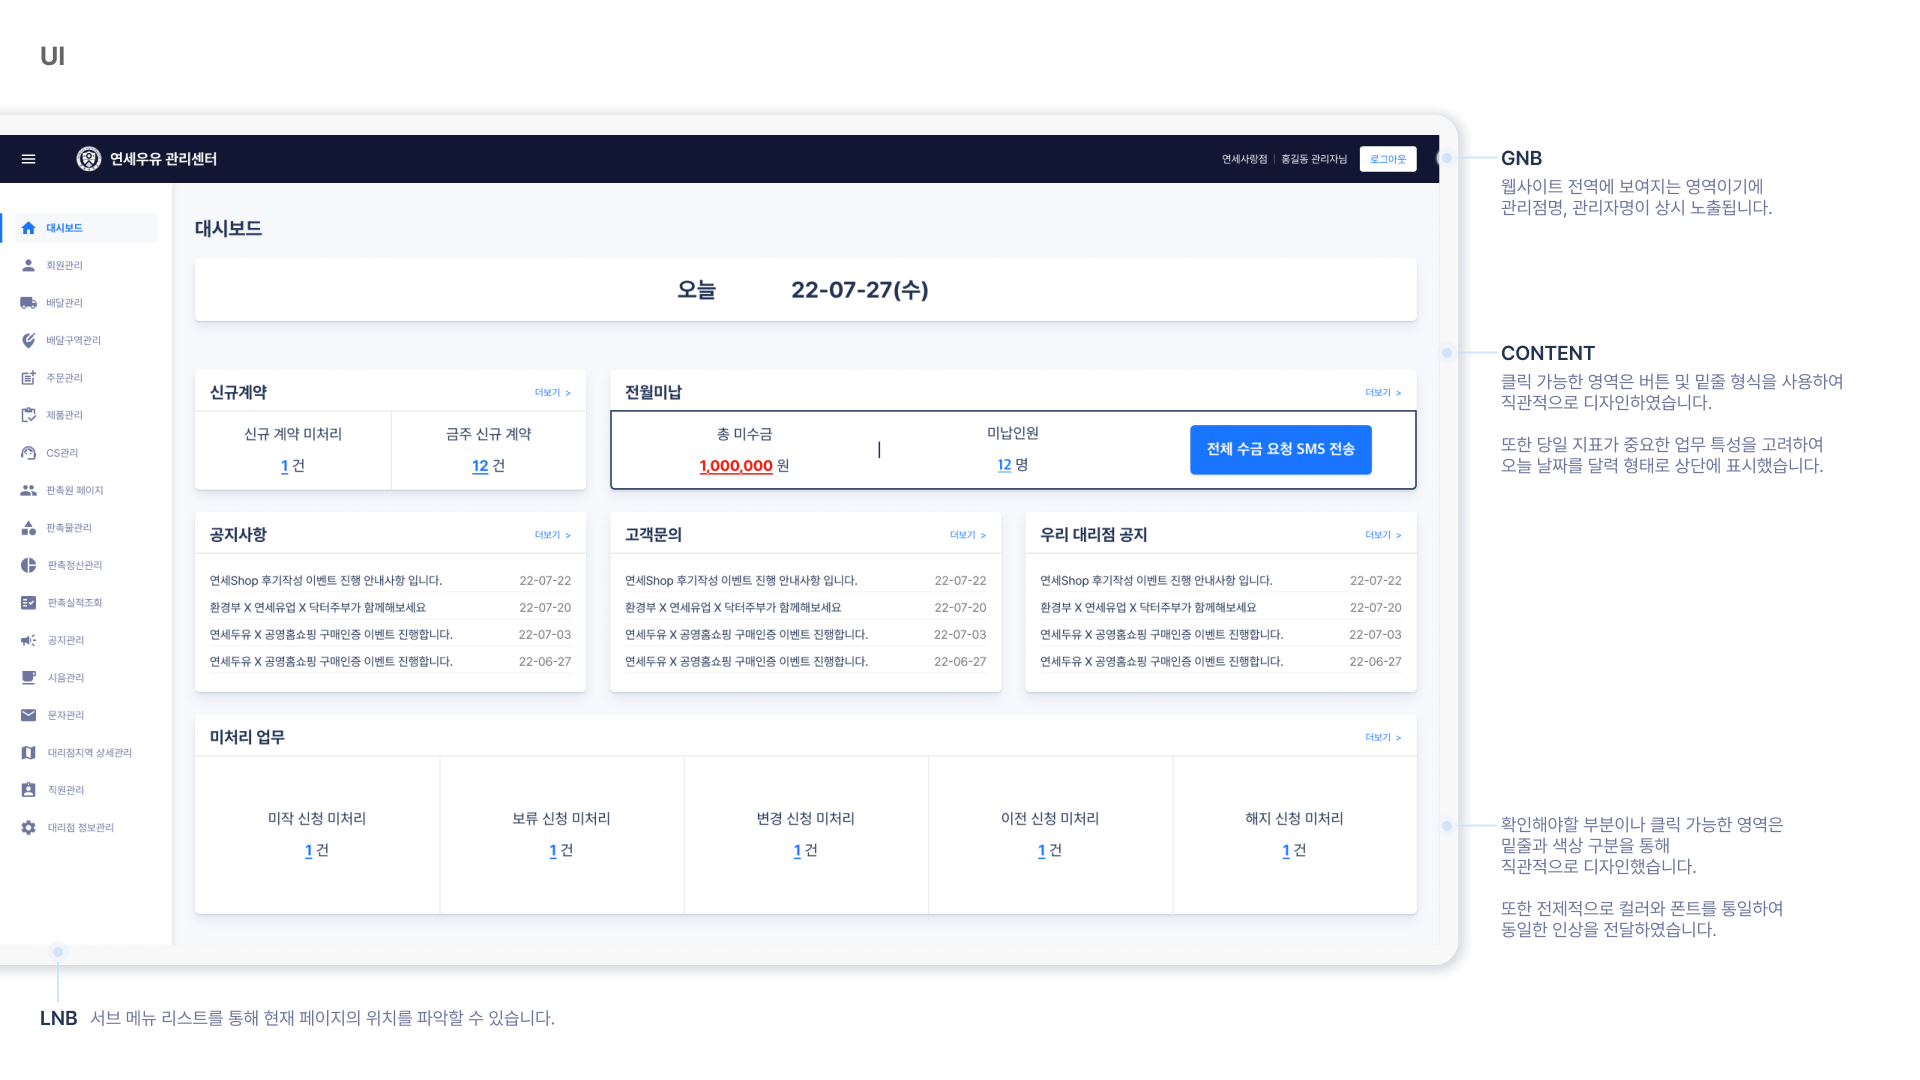 UI
연세우유 관리센터
연세사랑점 | 홍길동 관리자님
로그아웃
대시보드
회원관리
배달관리
배달구역관리
주문관리
제품관리
CS관리
판촉원 페이지
판촉물관리
판촉정산관리
판촉실적조회
공지관리
시음관리
문자관리
대리점지역 상세관리
직원관리
대리점 정보관리
대시보드
오늘 22-07-27(수)
신규계약 더보기 >
신규 계약 미처리
1 건
금주 신규 계약
12 건
전월미납 더보기 >
총 미수금
1,000,000 원
|
미납인원
12 명
전체 수금 요청 SMS 전송
공지사항 더보기 >
연세Shop 후기작성 이벤트 진행 안내사항 입니다. 22-07-22
환경부 X 연세유업 X 닥터주부가 함께해보세요 22-07-20
연세두유 X 공영홈쇼핑 구매인증 이벤트 진행합니다. 22-07-03
연세두유 X 공영홈쇼핑 구매인증 이벤트 진행합니다. 22-06-27
고객문의 더보기 >
연세Shop 후기작성 이벤트 진행 안내사항 입니다. 22-07-22
환경부 X 연세유업 X 닥터주부가 함께해보세요 22-07-20
연세두유 X 공영홈쇼핑 구매인증 이벤트 진행합니다. 22-07-03
연세두유 X 공영홈쇼핑 구매인증 이벤트 진행합니다. 22-06-27
우리 대리점 공지 더보기 >
연세Shop 후기작성 이벤트 진행 안내사항 입니다. 22-07-22
환경부 X 연세유업 X 닥터주부가 함께해보세요 22-07-20
연세두유 X 공영홈쇼핑 구매인증 이벤트 진행합니다. 22-07-03
연세두유 X 공영홈쇼핑 구매인증 이벤트 진행합니다. 22-06-27
미처리 업무 더보기 >
미작 신청 미처리
1 건
보류 신청 미처리
1 건
변경 신청 미처리
1 건
이전 신청 미처리
1 건
해지 신청 미처리
1 건
GNB
웹사이트 전역에 보여지는 영역이기에
관리점명, 관리자명이 상시 노출됩니다.
CONTENT
클릭 가능한 영역은 버튼 및 밑줄 형식을 사용하여
직관적으로 디자인하였습니다.
또한 당일 지표가 중요한 업무 특성을 고려하여
오늘 날짜를 달력 형태로 상단에 표시했습니다.
확인해야할 부분이나 클릭 가능한 영역은
밑줄과 색상 구분을 통해
직관적으로 디자인했습니다.
또한 전제적으로 컬러와 폰트를 통일하여
동일한 인상을 전달하였습니다.
LNB 서브 메뉴 리스트를 통해 현재 페이지의 위치를 파악할 수 있습니다.